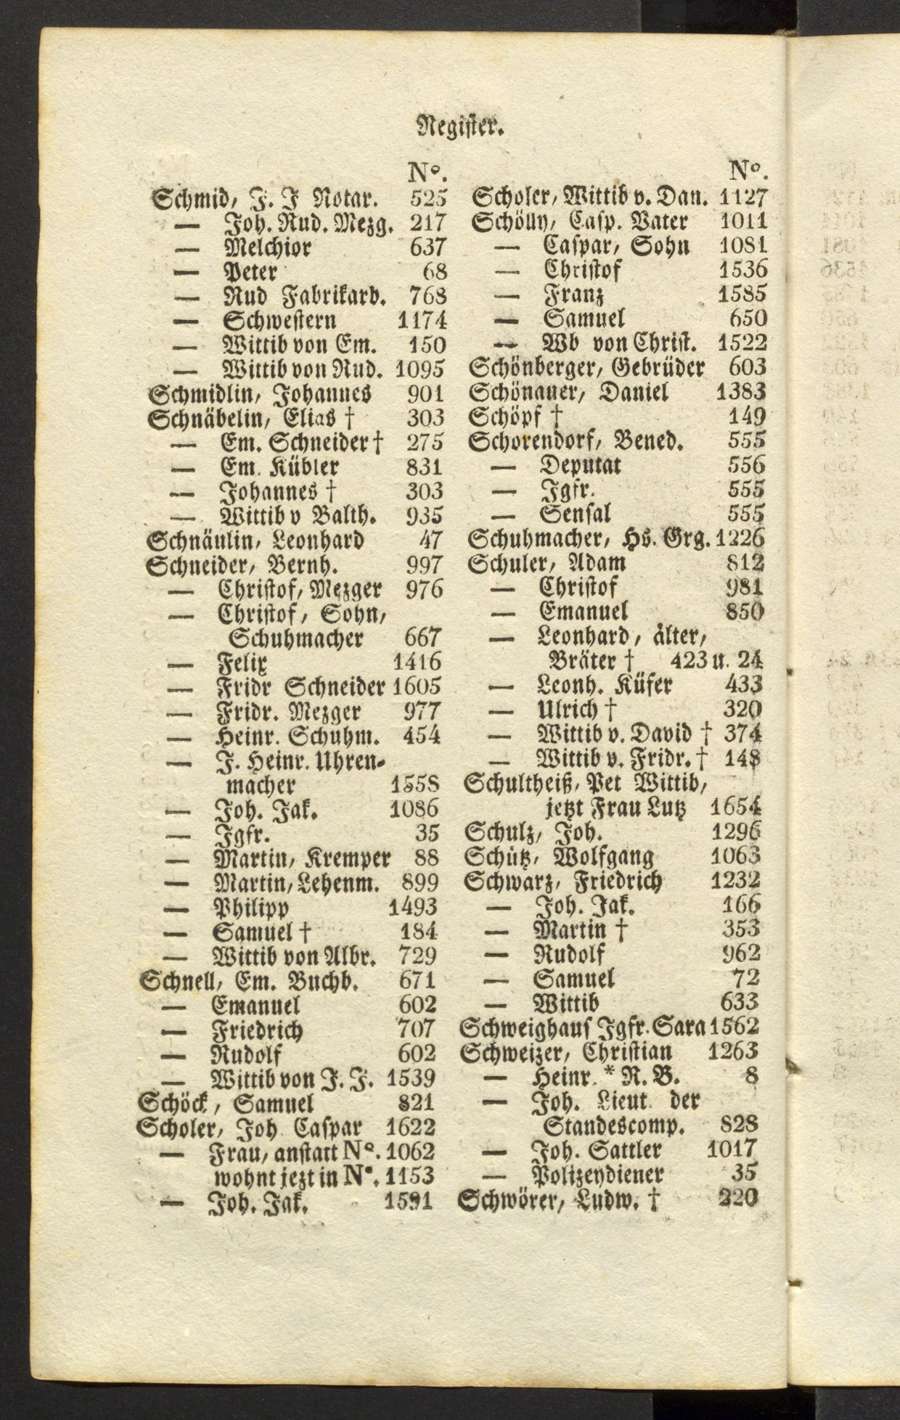 Register.
No.
Schmid, J. J Notar. 525
— Joh. Rud. Mezg. 217
— Melchior 637
— Peter 68
— Rud Fabrikard. 768
— Schwestern 1174
— Wittib von Em. 150
— Wittib von Rud. 1095
Schmidlin, Johannes 901
Schnäbelin, Elias † 303
— Em. Schneider † 275
— Em. Kübler 831
— Johannes † 303
— Wittib v Balth. 935
Schnäulin, Leonhard 47
Schneider, Bernh. 997
— Christof, Mezger 976
— Christof, Sohn,
Schuhmacher 667
— Felix 1416
— Fridr Schneider 1605
— Fridr. Mezger 977
— Heinr. Schuhm. 454
— J. Heinr. Uhren-
macher 1558
— Joh. Jak. 1086
— Jgfr. 35
— Martin, Kremper 88
— Martin, Lehenm. 899
— Philipp 1493
— Samuel † 184
— Wittib von Albr. 729
Schnell, Em. Buchb. 671
— Emanuel 602
— Friedrich 707
— Rudolf 602
— Wittib von J. J. 1539
Schöck, Samuel 821
Scholer, Joh Caspar 1622
— Frau, anstatt No. 1062
wohnt jezt in No. 1153
— Joh. Jak. 1591
No.
Scholer, Wittib v. Dan. 1127
Schölly, Casp. Vater 1011
— Caspar, Sohn 1081
— Christof 1536
— Franz 1585
— Samuel 650
— Wb von Christ. 1522
Schönberger, Gebrüder 603
Schönauer, Daniel 1383
Schöpf † 149
Schorendorf, Bened. 555
— Deputat 556
— Jgfr. 555
— Sensal 555
Schuhmacher, Hs. Grg. 1226
Schuler, Adam 812
— Christof 981
— Emanuel 850
— Leonhard, älter,
Bräter † 423 u. 24
— Leonh. Küfer 433
— Ulrich † 320
— Wittib v. David † 374
— Wittib v. Fridr. † 148
Schultheiß, Pet Wittib,
jetzt Frau Lutz 1654
Schulz, Joh. 1296
Schütz, Wolfgang 1063
Schwarz, Friedrich 1232
— Joh. Jak. 166
— Martin † 353
— Rudolf 962
— Samuel 72
— Wittib 633
Schweighaus Jgfr. Sara 1562
Schweizer, Christian 1263
— Heinr. * N. B. 8
— Joh. Lieut der
Standescomp. 828
— Joh. Sattler 1017
— Polizeydiener 35
Schwörer, Ludw. † 220